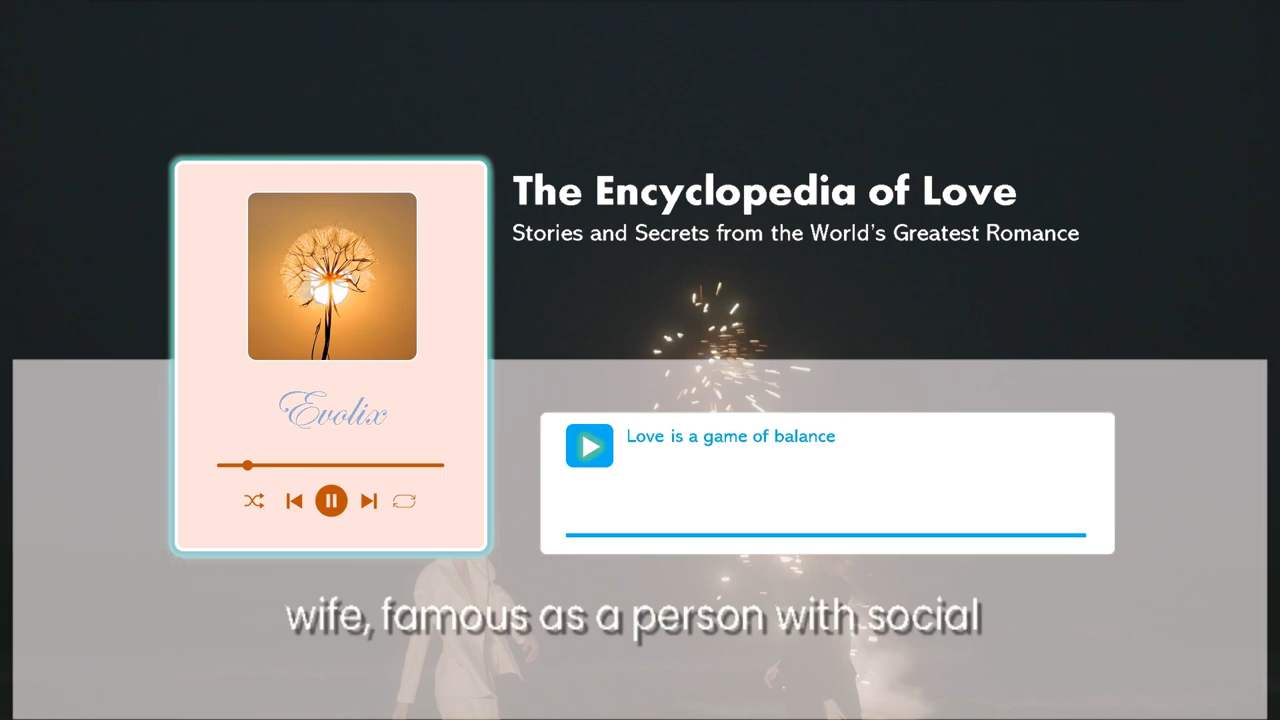 The Encyclopedia of Love
Stories and Secrets from the World's Greatest Romance
Evolix
Love is a game of balance
wife, famous as a person with social